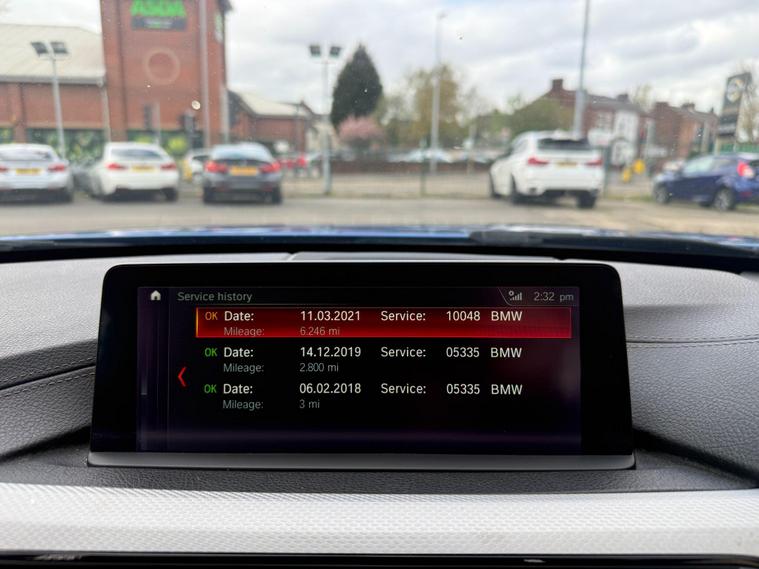 ASDA
Service history 2:32 pm
OK Date: 11.03.2021 Service: 10048 BMW
Mileage: 6.246 mi
OK Date: 14.12.2019 Service: 05335 BMW
Mileage: 2.800 mi
OK Date: 06.02.2018 Service: 05335 BMW
Mileage: 3 mi